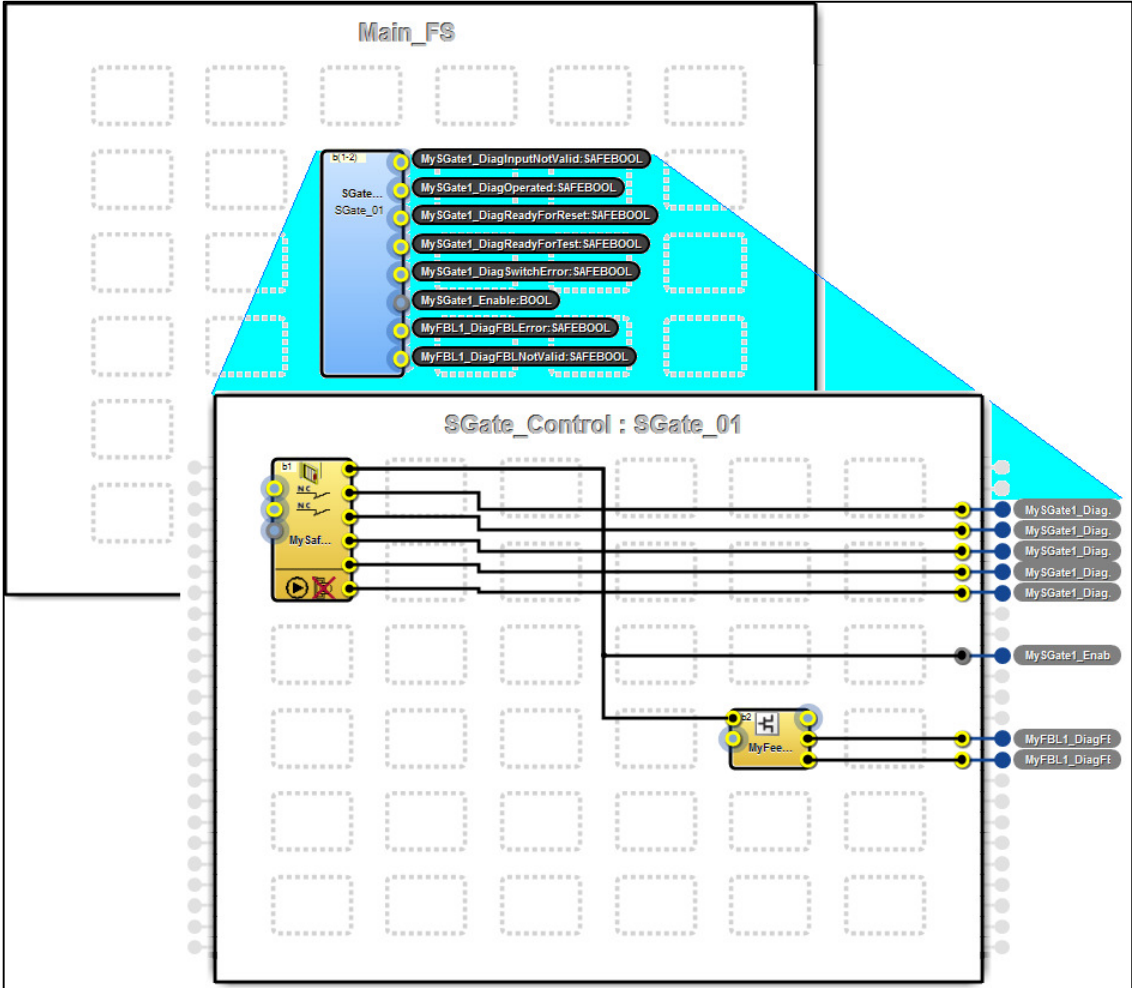 Main_FS
b(1-2)
MySGate1_DiagInputNotValid:SAFEBOOL
SGate...
MySGate1_DiagOperated:SAFEBOOL
SGate_01
MySGate1_DiagReadyForReset:SAFEBOOL
MySGate1_DiagReadyForTest:SAFEBOOL
MySGate1_DiagSwitchError:SAFEBOOL
MySGate1_Enable:BOOL
MyFBL1_DiagFBLError:SAFEBOOL
MyFBL1_DiagFBLNotValid:SAFEBOOL
SGate_Control : SGate_01
b1
NC
NC
MySaf...
MySGate1_Diag.
MySGate1_Diag.
MySGate1_Diag.
MySGate1_Diag.
MySGate1_Diag.
MySGate1_Enab
b2
MyFee...
MyFBL1_DiagFE
MyFBL1_DiagFE